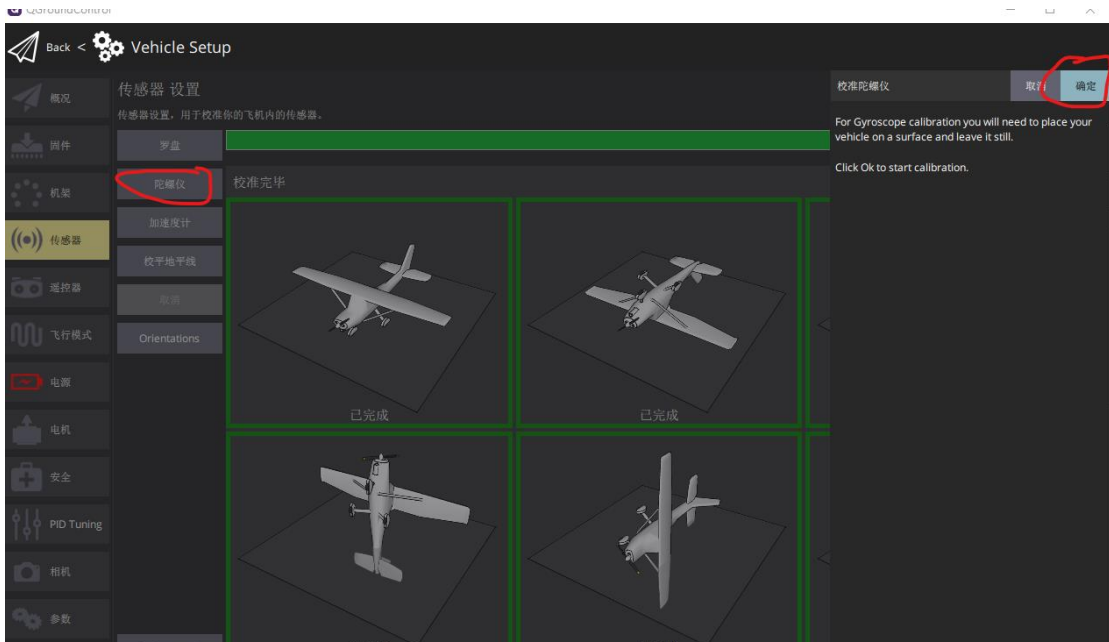 QGroundControl
Back < Vehicle Setup
概况
固件
机架
传感器
遥控器
飞行模式
电源
电机
安全
PID Tuning
相机
参数
传感器 设置
传感器设置，用于校准你的飞机内的传感器。
罗盘
陀螺仪
加速度计
校平地平线
取消
Orientations
校准完毕
已完成
已完成
校准陀螺仪
取消
确定
For Gyroscope calibration you will need to place your
vehicle on a surface and leave it still.
Click Ok to start calibration.